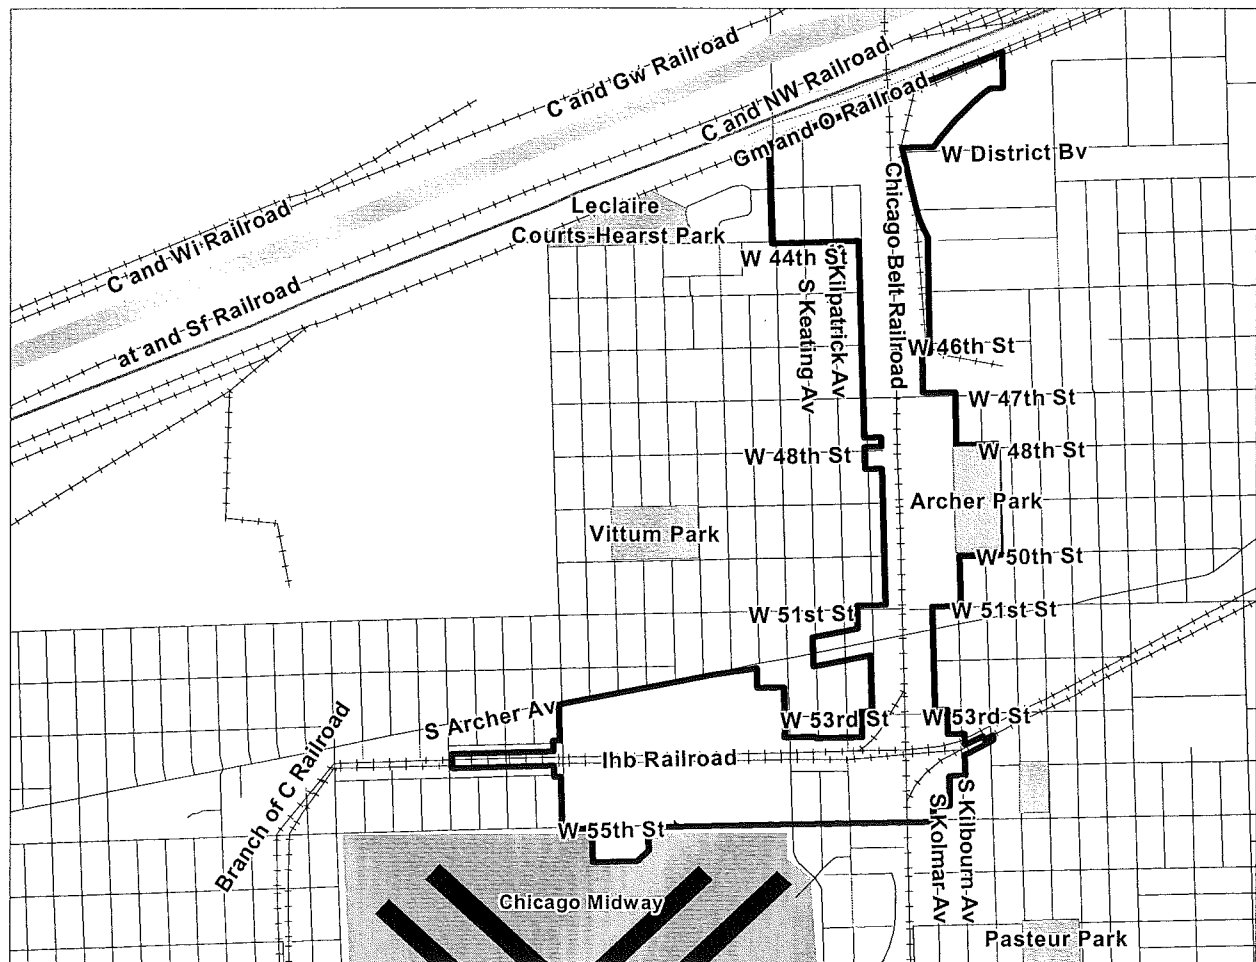 C and Gw Railroad
C and NW Railroad
Gm and O Railroad
W District Bv
C and Wi Railroad
Leclaire
Courts-Hearst Park
W 44th St
S Kilpatrick Av
S Keating Av
Chicago Belt Railroad
at and Sf Railroad
W 46th St
W 47th St
W 48th St
W 48th St
Archer Park
Vittum Park
W 50th St
W 51st St
W 51st St
S Archer Av
W 53rd St
W 53rd St
Ihb Railroad
Branch of C Railroad
W 55th St
S Kolmar Av
S Kilbourn Av
Chicago Midway
Pasteur Park